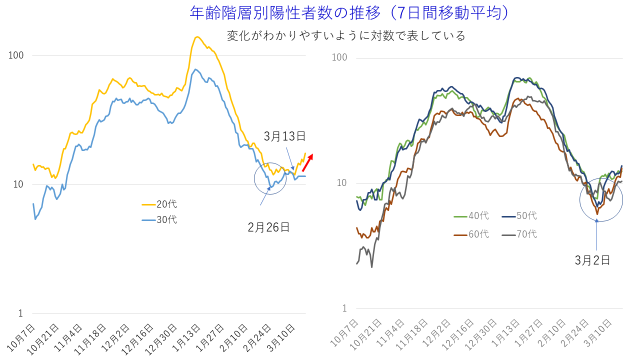 年齢階層別陽性者数の推移（7日間移動平均）
変化がわかりやすいように対数で表している
100
10
1
3月13日
2月26日
20代
30代
10月7日
10月21日
11月4日
11月18日
12月2日
12月16日
12月30日
1月13日
1月27日
2月10日
2月24日
3月10日
100
10
1
40代
50代
60代
70代
3月2日
10月7日
10月21日
11月4日
11月18日
12月2日
12月16日
12月30日
1月13日
1月27日
2月10日
2月24日
3月10日